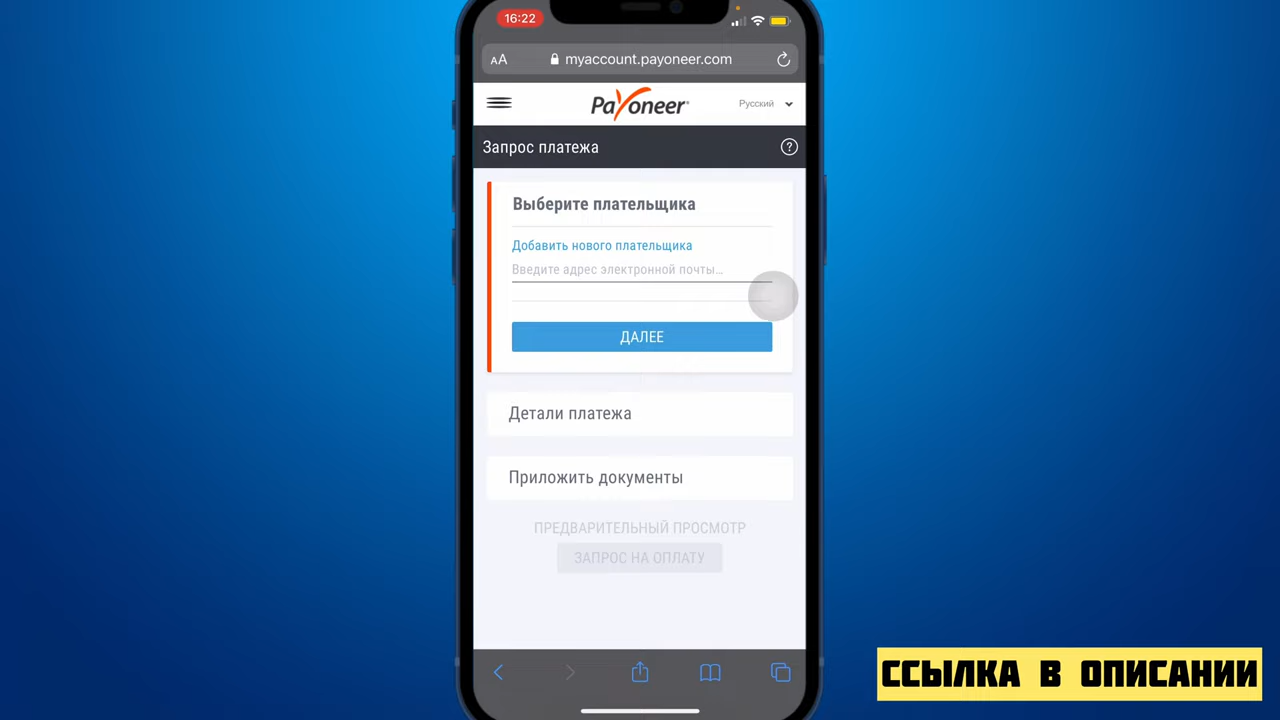 16:22
AA myaccount.payoneer.com
Payoneer
Русский
Запрос платежа
?
Выберите плательщика
Добавить нового плательщика
Введите адрес электронной почты...
ДАЛЕЕ
Детали платежа
Приложить документы
ПРЕДВАРИТЕЛЬНЫЙ ПРОСМОТР
ЗАПРОС НА ОПЛАТУ
ССЫЛКА В ОПИСАНИИ